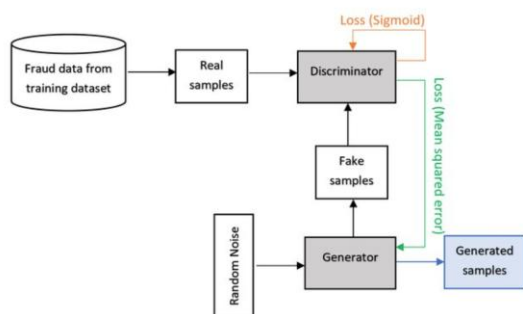 Loss (Sigmoid)
Fraud data from
training dataset
Real
samples
Discriminator
Loss (Mean squared error)
Fake
samples
Random Noise
Generator
Generated
samples